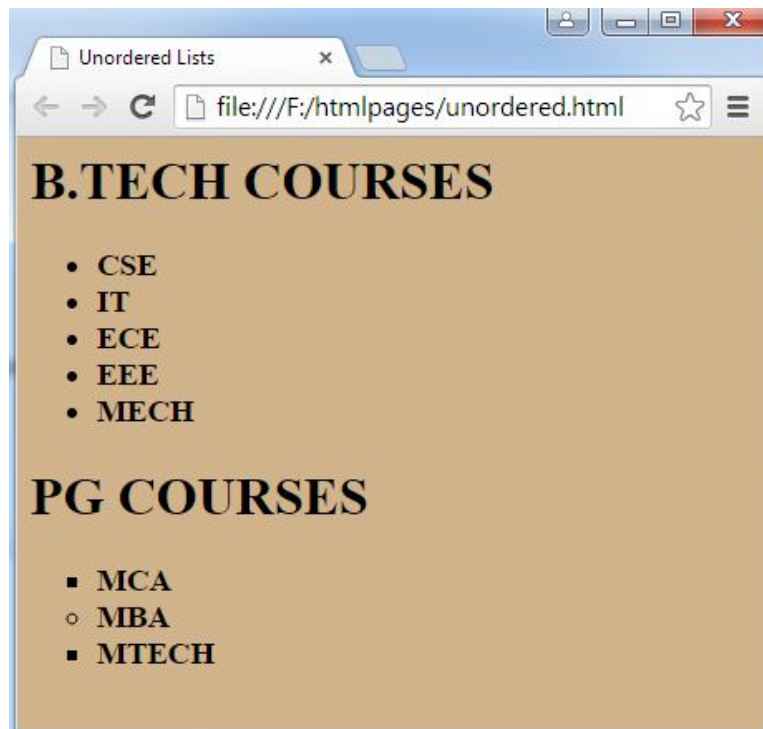 Unordered Lists
file:///F:/htmlpages/unordered.html
B.TECH COURSES
CSE
IT
ECE
EEE
MECH
PG COURSES
MCA
MBA
MTECH